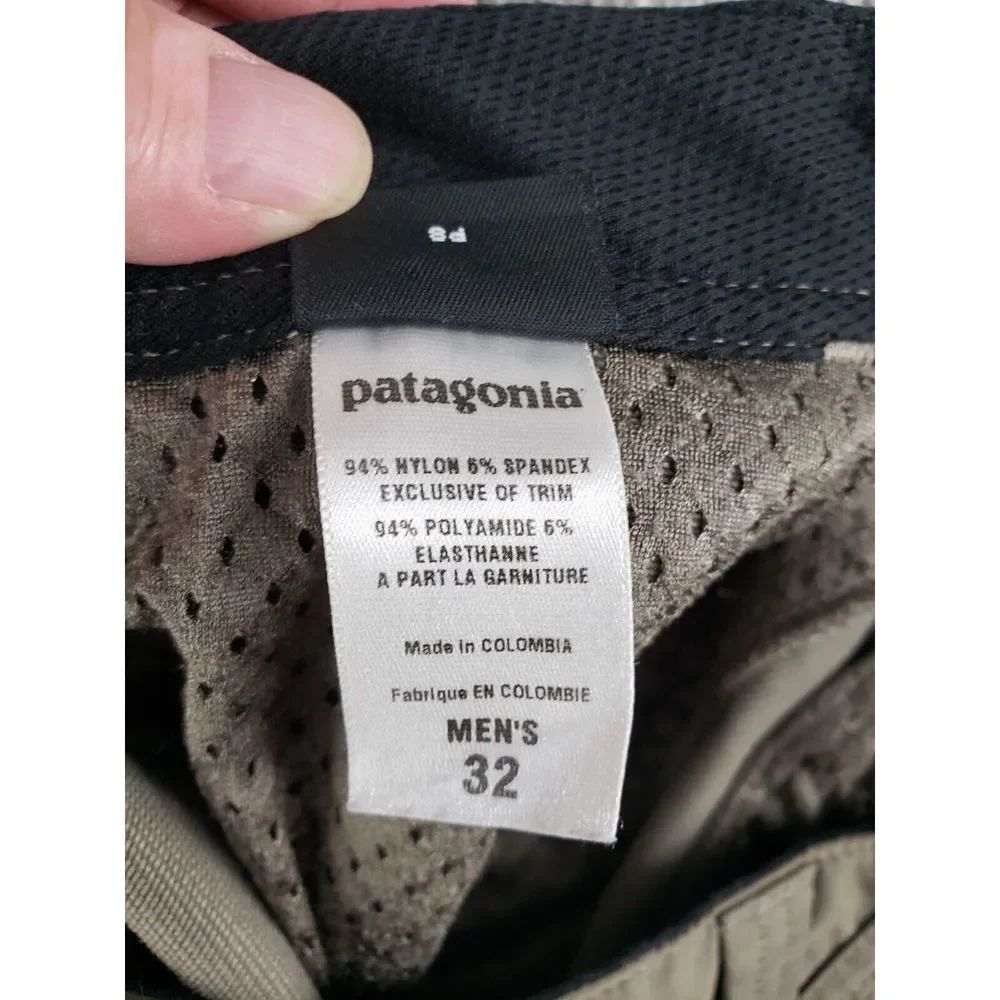 patagonia
94% NYLON 6% SPANDEX
EXCLUSIVE OF TRIM
94% POLYAMIDE 6%
ELASTHANNE
A PART LA GARNITURE
Made in COLOMBIA
Fabrique EN COLOMBIE
MEN'S
32